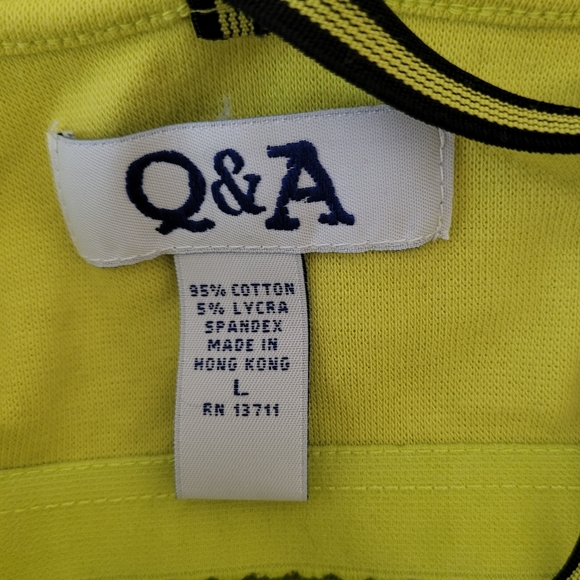 Q&A
95% COTTON
5% LYCRA
SPANDEX
MADE IN
HONG KONG
L
RN 13711